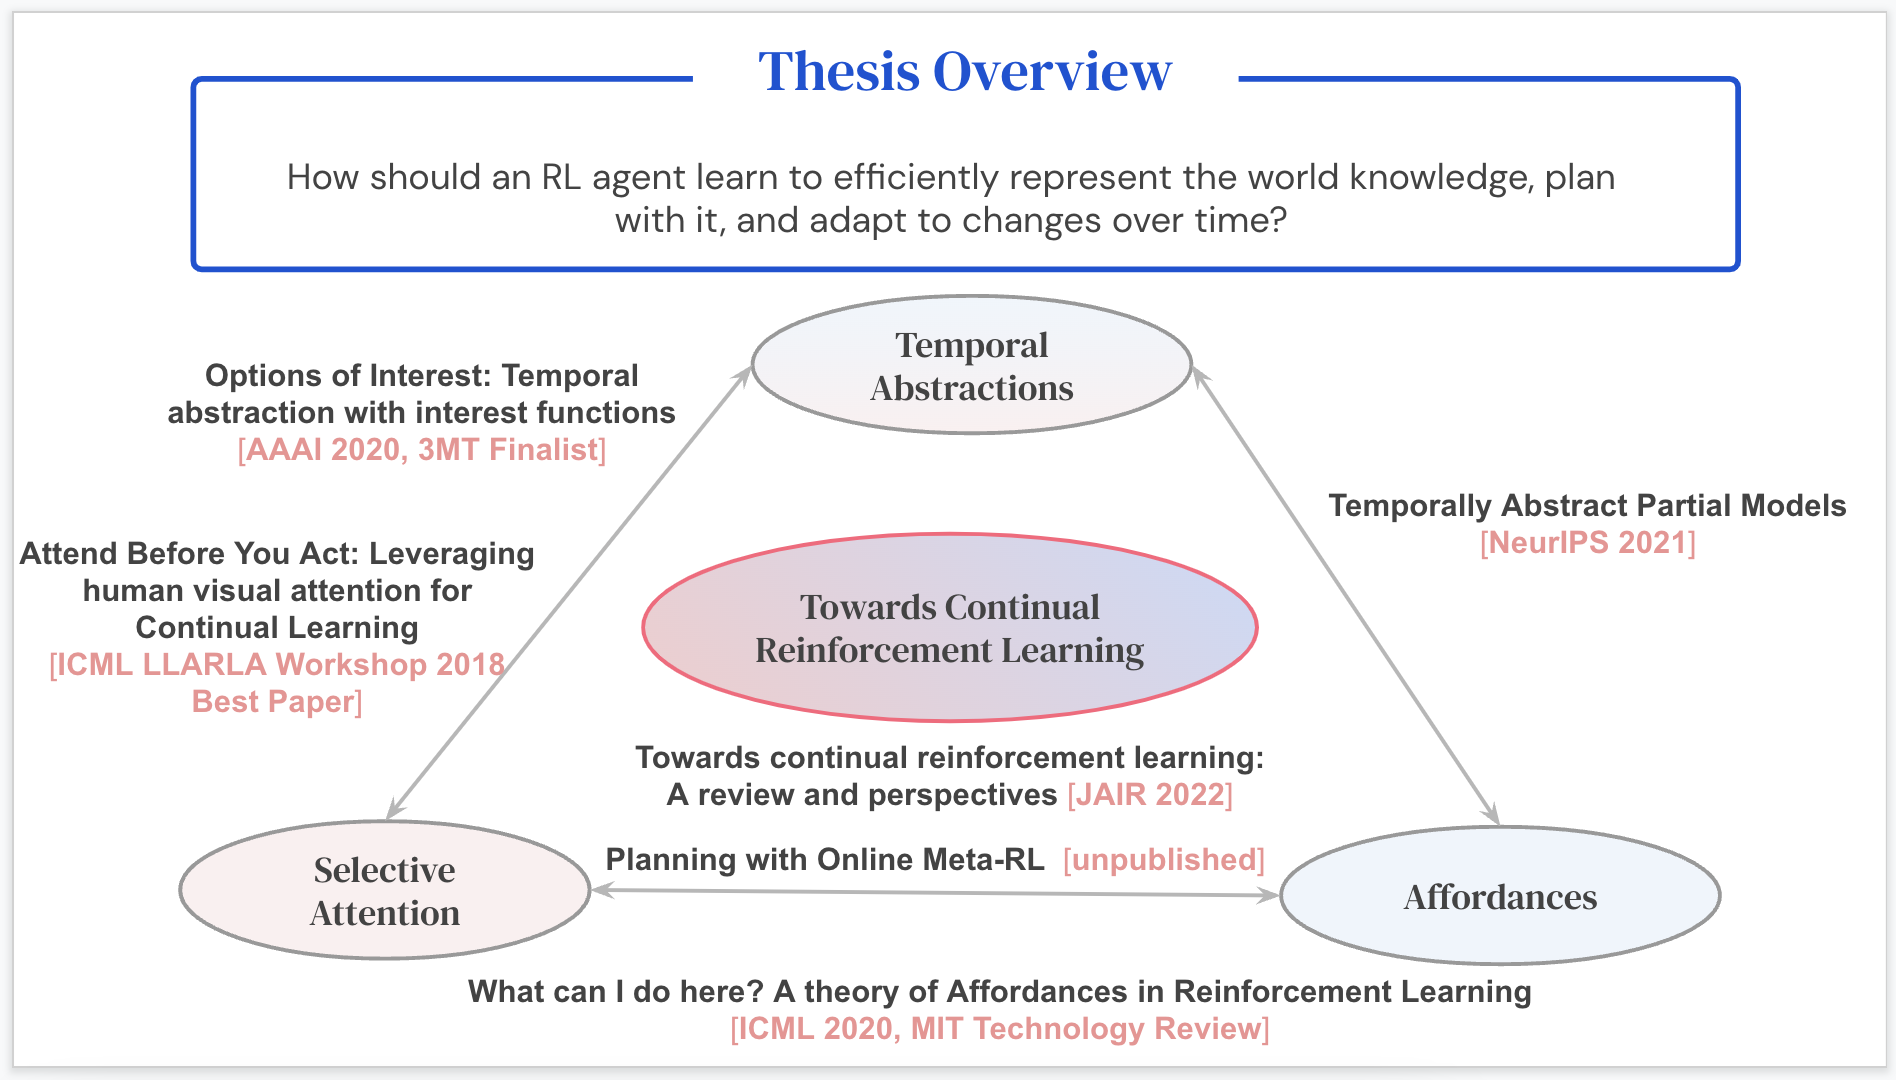 Thesis Overview
How should an RL agent learn to efficiently represent the world knowledge, plan
with it, and adapt to changes over time?
Temporal
Abstractions
Options of Interest: Temporal
abstraction with interest functions
[AAAI 2020, 3MT Finalist]
Temporally Abstract Partial Models
[NeurIPS 2021]
Attend Before You Act: Leveraging
human visual attention for
Continual Learning
[ICML LLARLA Workshop 2018
Best Paper]
Towards Continual
Reinforcement Learning
Towards continual reinforcement learning:
A review and perspectives [JAIR 2022]
Planning with Online Meta-RL [unpublished]
Selective
Attention
Affordances
What can I do here? A theory of Affordances in Reinforcement Learning
[ICML 2020, MIT Technology Review]